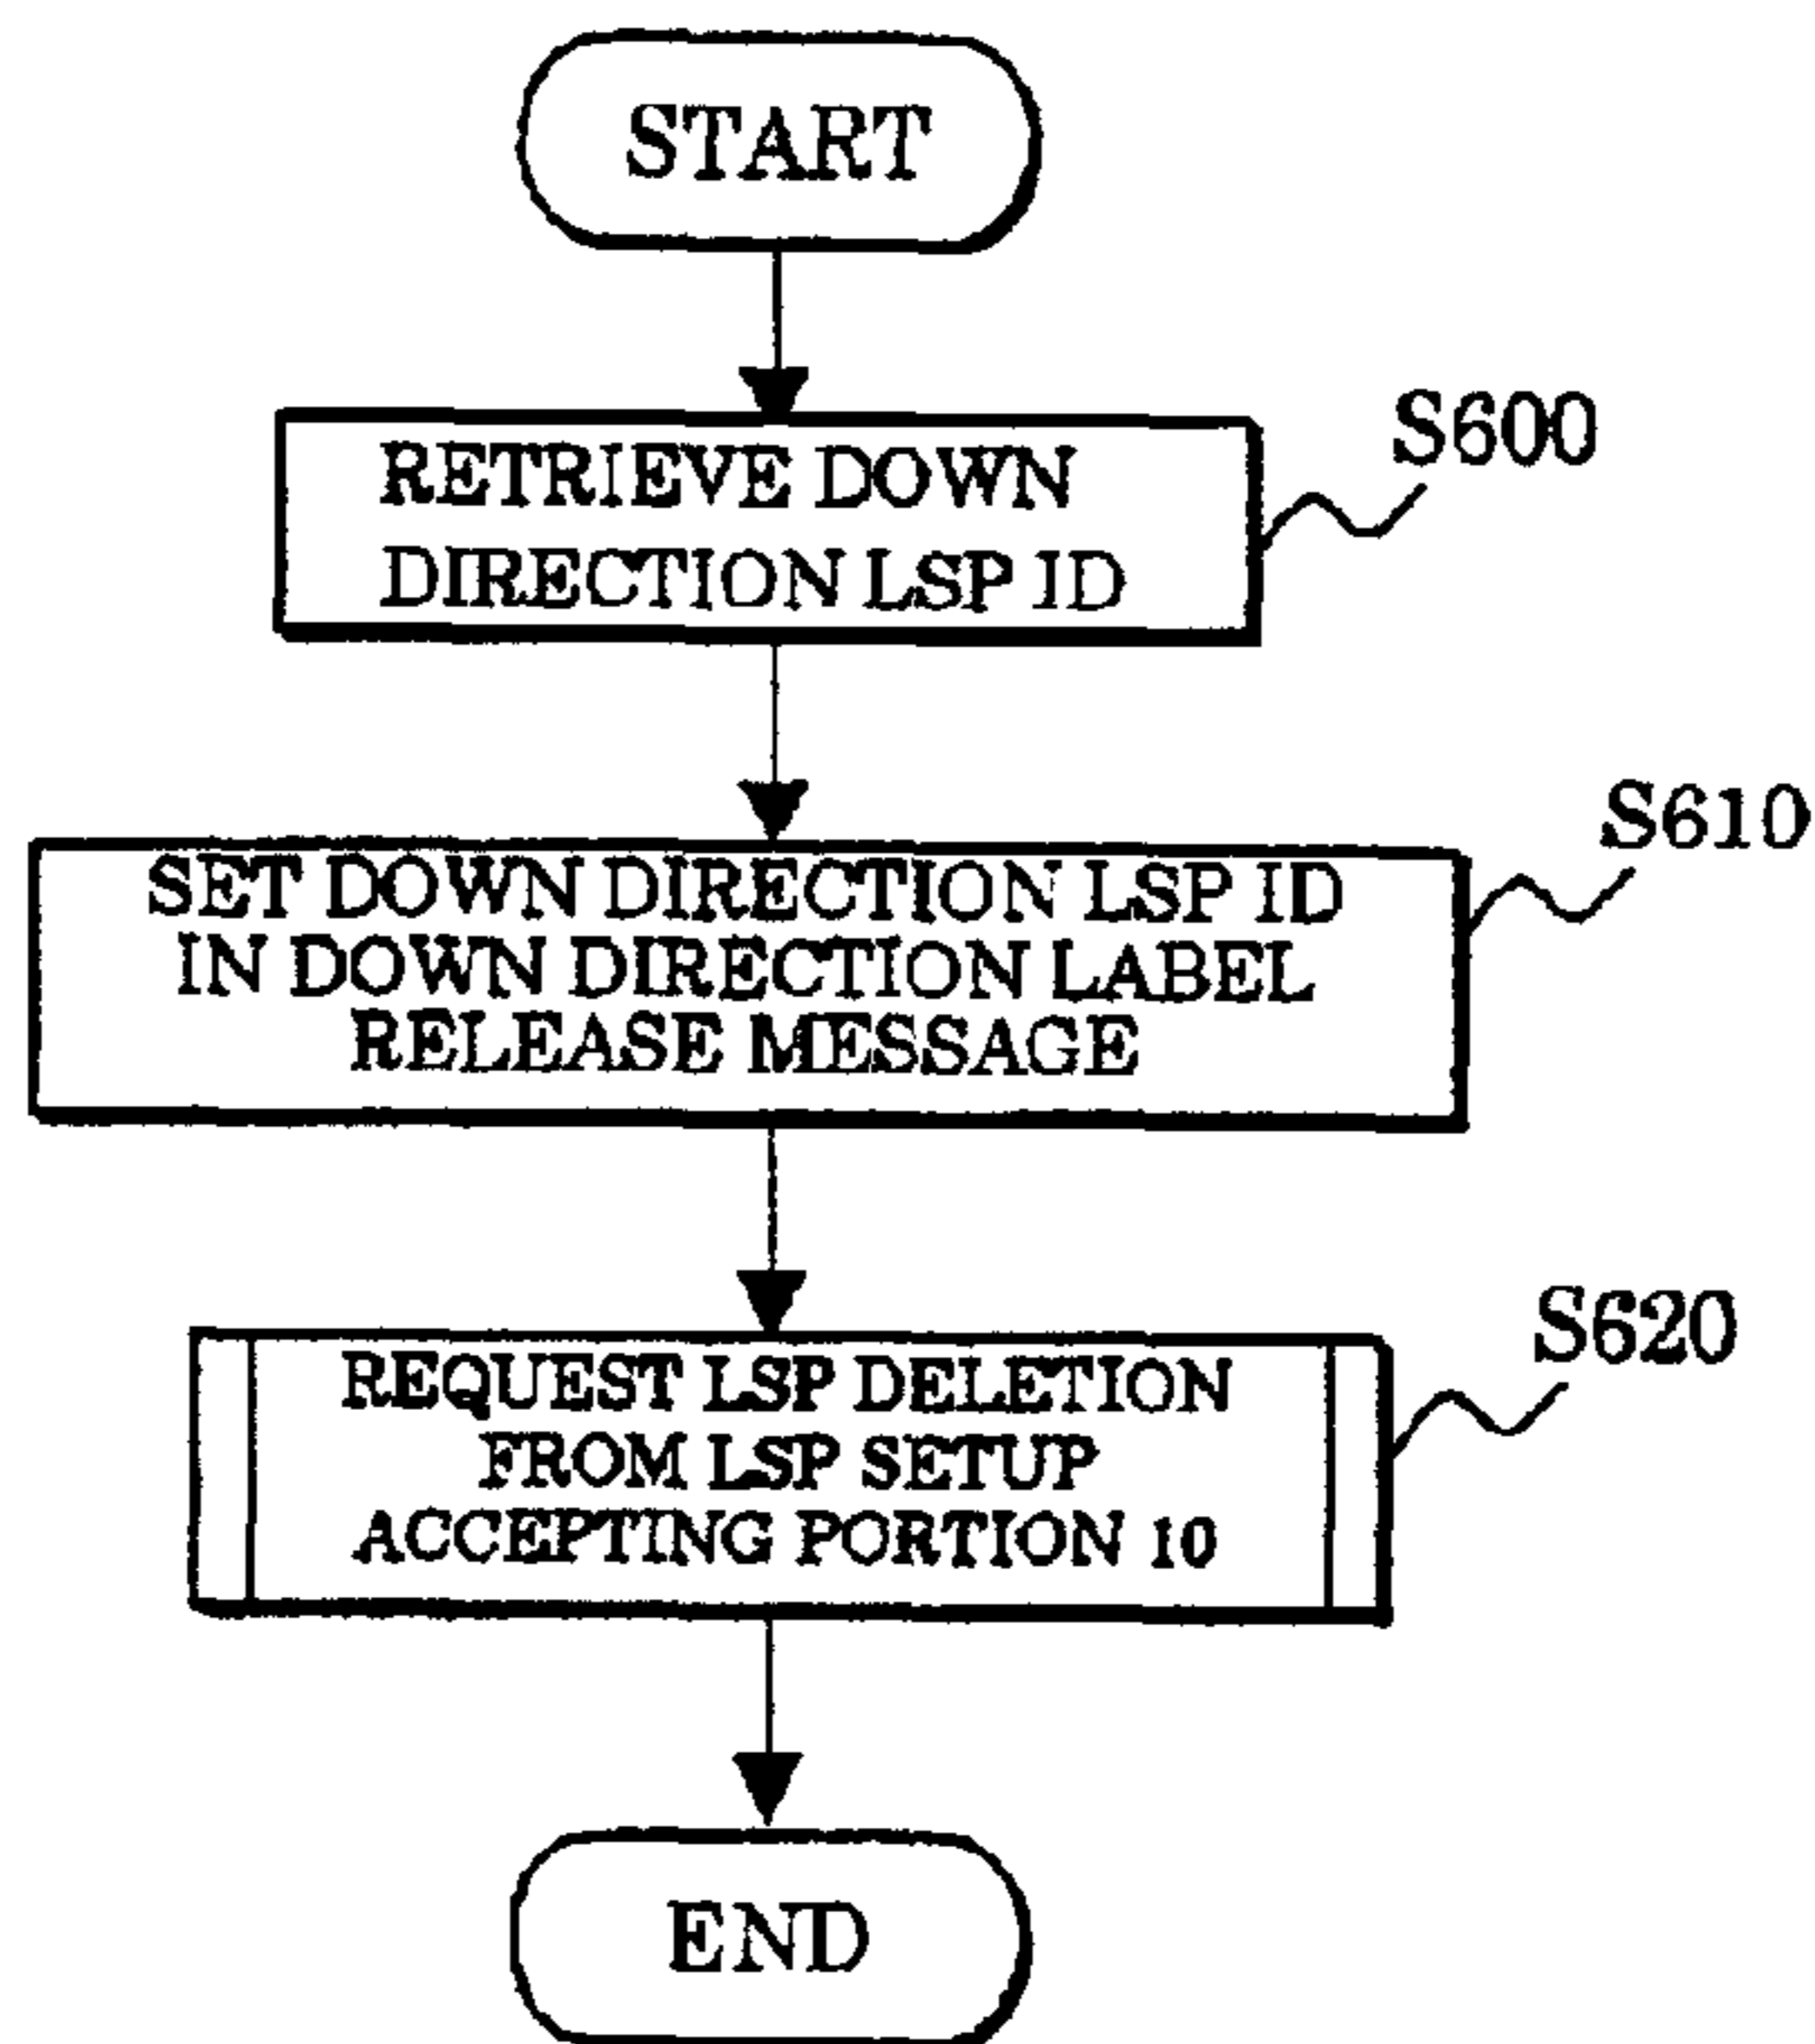 START
S600
RETRIEVE DOWN
DIRECTION LSP ID
S610
SET DOWN DIRECTION LSP ID
IN DOWN DIRECTION LABEL
RELEASE MESSAGE
S620
REQUEST LSP DELETION
FROM LSP SETUP
ACCEPTING PORTION 10
END